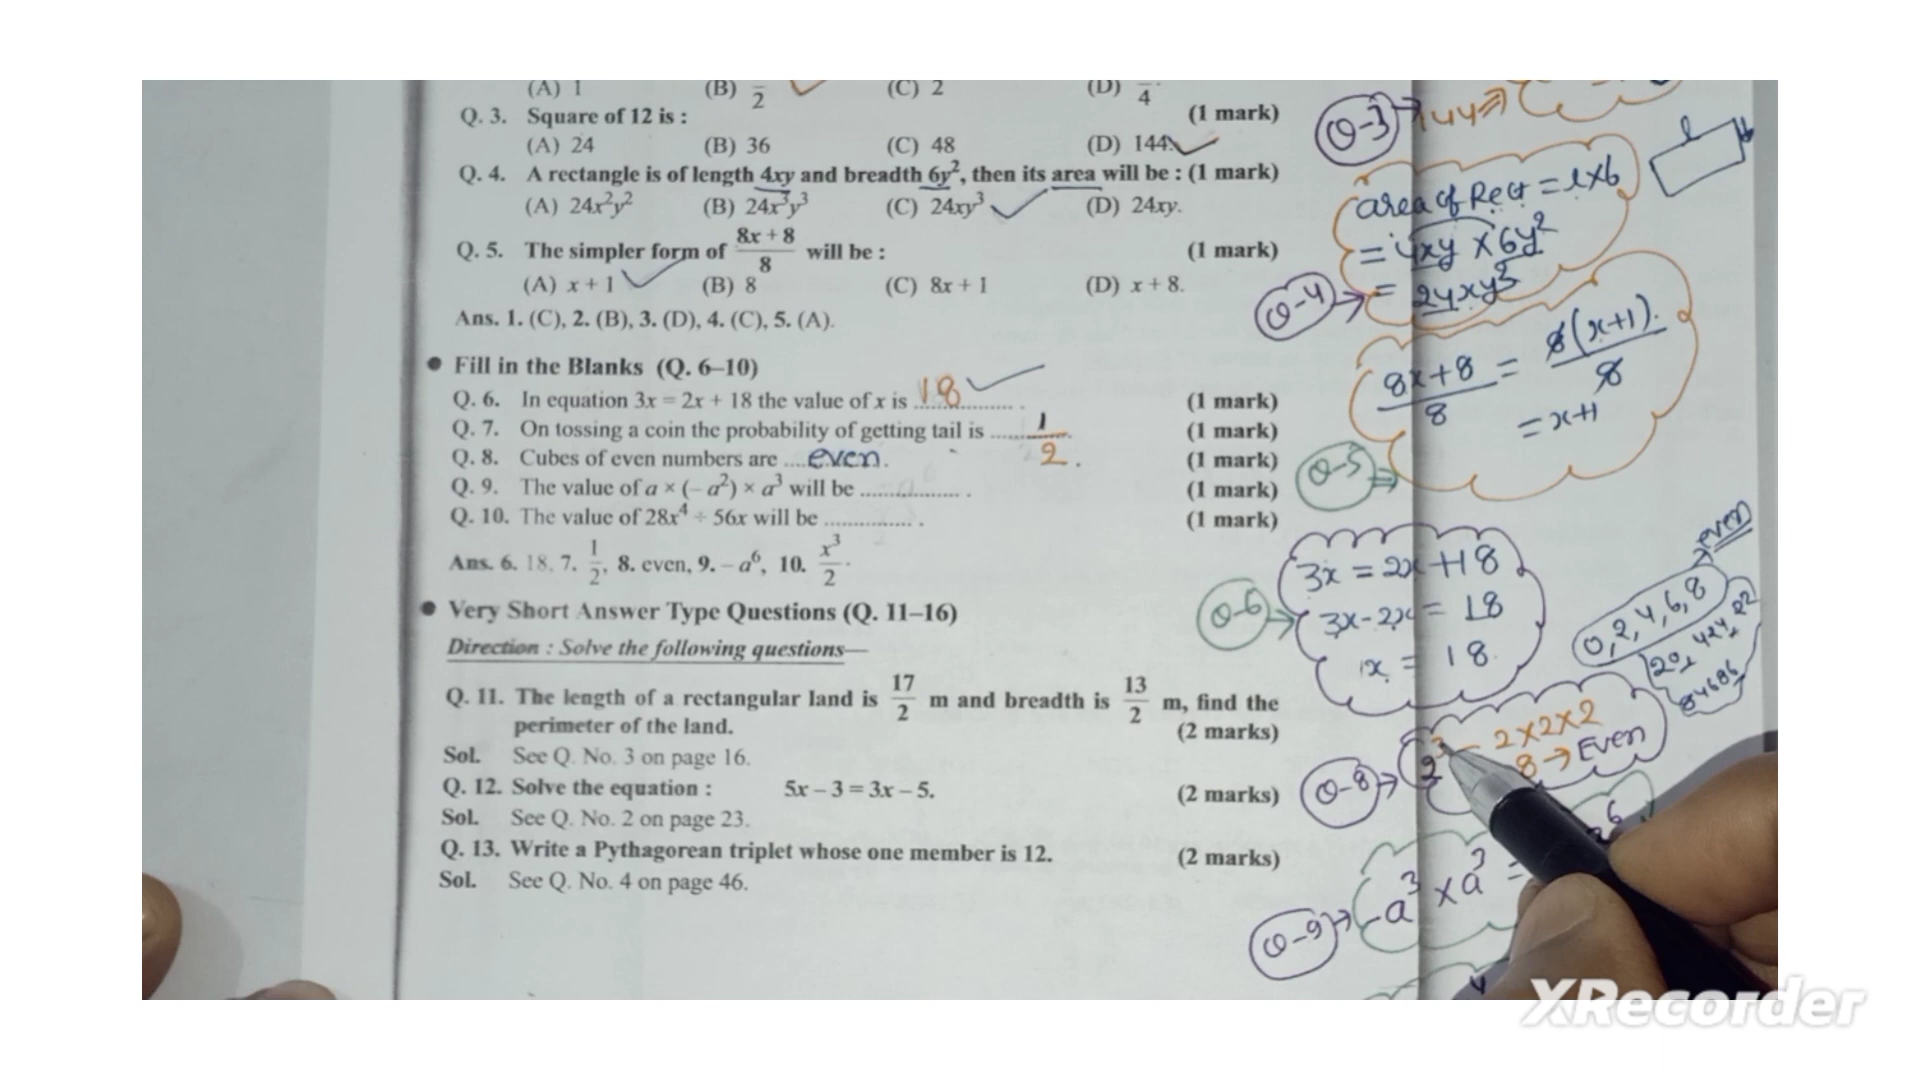 (A) 1 (B) 2 (C) 2 (D) 4
Q. 3. Square of 12 is : (1 mark)
(A) 24 (B) 36 (C) 48 (D) 144.
Q. 4. A rectangle is of length 4xy and breadth 6y², then its area will be : (1 mark)
(A) 24x²y² (B) 24x³y³ (C) 24xy³ (D) 24xy.
Q. 5. The simpler form of (8x + 8)/8 will be : (1 mark)
(A) x + 1 (B) 8 (C) 8x + 1 (D) x + 8.
Ans. 1. (C), 2. (B), 3. (D), 4. (C), 5. (A).
● Fill in the Blanks (Q. 6–10)
Q. 6. In equation 3x = 2x + 18 the value of x is 18 (1 mark)
Q. 7. On tossing a coin the probability of getting tail is 1/2. (1 mark)
Q. 8. Cubes of even numbers are even. (1 mark)
Q. 9. The value of a × (– a²) × a³ will be ................ . (1 mark)
Q. 10. The value of 28x⁴ ÷ 56x will be ................ . (1 mark)
Ans. 6. 18, 7. 1/2, 8. even, 9. – a⁶, 10. x³/2.
● Very Short Answer Type Questions (Q. 11–16)
Direction : Solve the following questions—
Q. 11. The length of a rectangular land is 17/2 m and breadth is 13/2 m, find the
perimeter of the land. (2 marks)
Sol. See Q. No. 3 on page 16.
Q. 12. Solve the equation : 5x – 3 = 3x – 5. (2 marks)
Sol. See Q. No. 2 on page 23.
Q. 13. Write a Pythagorean triplet whose one member is 12. (2 marks)
Sol. See Q. No. 4 on page 46.
Q-3 → 144 ⇒
l
area of Rect = l×b
= 4xy × 6y²
Q-4 → = 24xy³
(8x+8)/8 = 8(x+1)/8
= x+1
Q-5 ⇒
3x = 2x + 18
Q-6 → 3x - 2x = 18
x = 18
even
0, 2, 4, 6, 8
84686
Q-8 → 2³ – 2×2×2
8 → Even
Q-9 → -a³ × a³ =
XRecorder